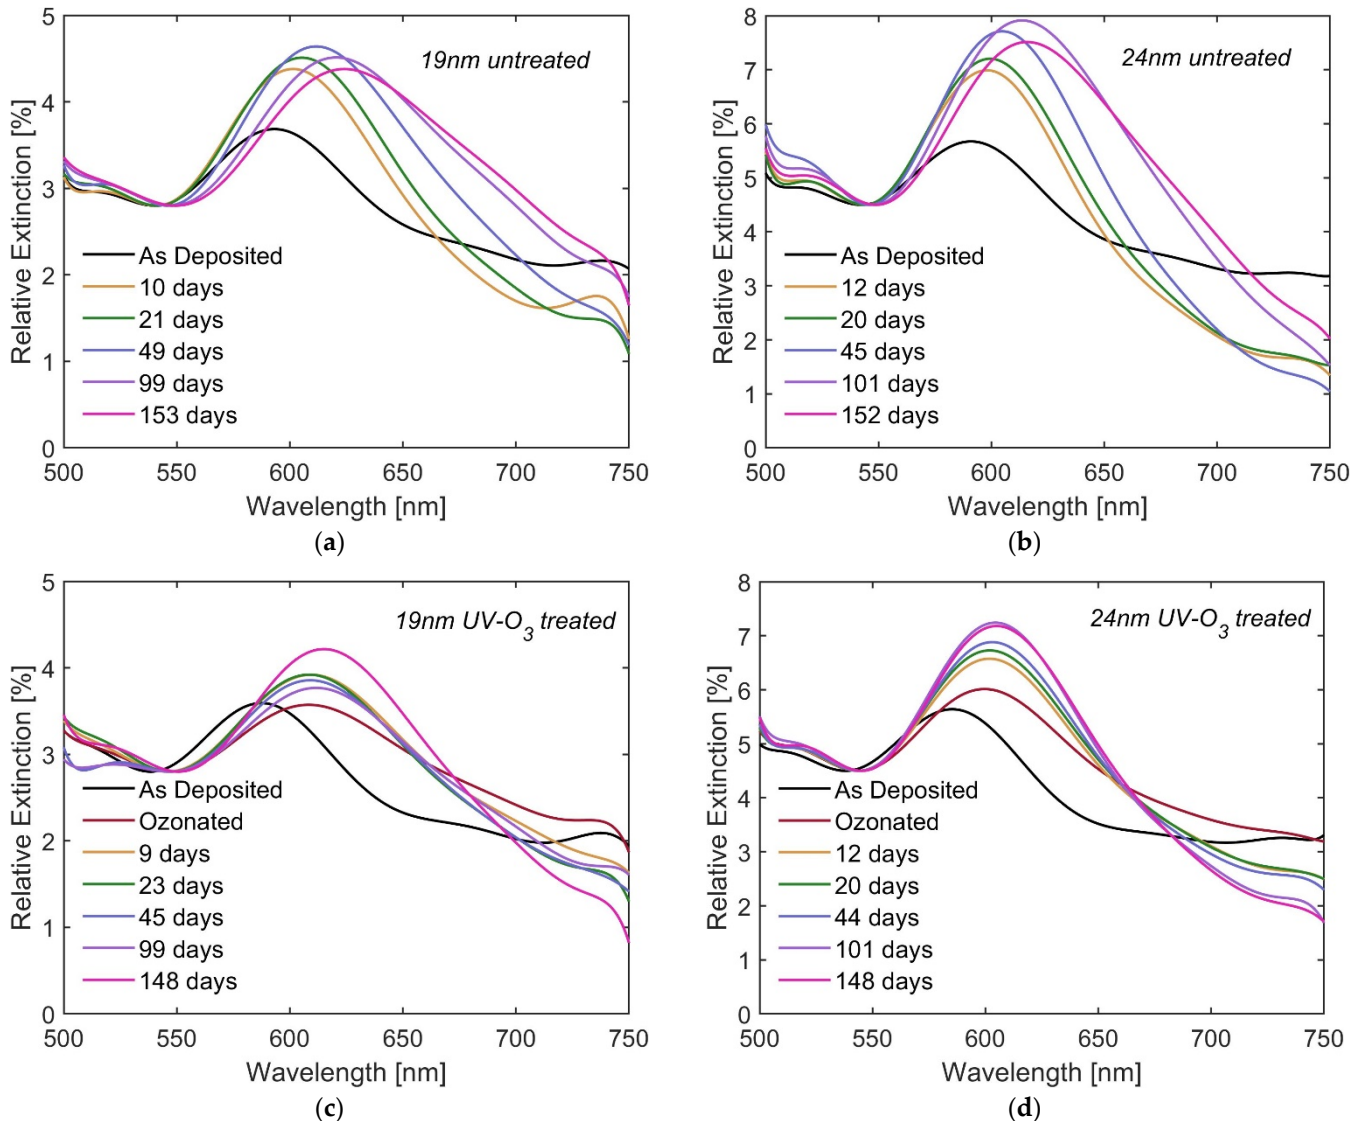 5
4
3
2
1
0
Relative Extinction [%]
19nm untreated
As Deposited
10 days
21 days
49 days
99 days
153 days
500 550 600 650 700 750
Wavelength [nm]
(a)
8
7
6
5
4
3
2
1
0
Relative Extinction [%]
24nm untreated
As Deposited
12 days
20 days
45 days
101 days
152 days
500 550 600 650 700 750
Wavelength [nm]
(b)
5
4
3
2
1
0
Relative Extinction [%]
19nm UV-O3 treated
As Deposited
Ozonated
9 days
23 days
45 days
99 days
148 days
500 550 600 650 700 750
Wavelength [nm]
(c)
8
7
6
5
4
3
2
1
0
Relative Extinction [%]
24nm UV-O3 treated
As Deposited
Ozonated
12 days
20 days
44 days
101 days
148 days
500 550 600 650 700 750
Wavelength [nm]
(d)